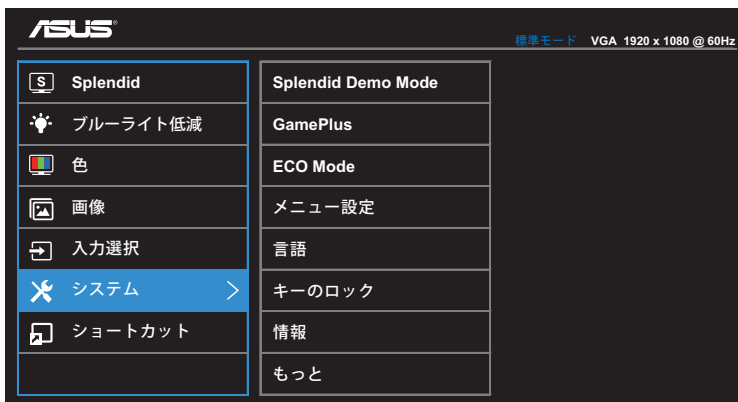 ASUS
標準モード VGA 1920 x 1080 @ 60Hz
S Splendid
ブルーライト低減
色
画像
入力選択
システム
ショートカット
Splendid Demo Mode
GamePlus
ECO Mode
メニュー設定
言語
キーのロック
情報
もっと